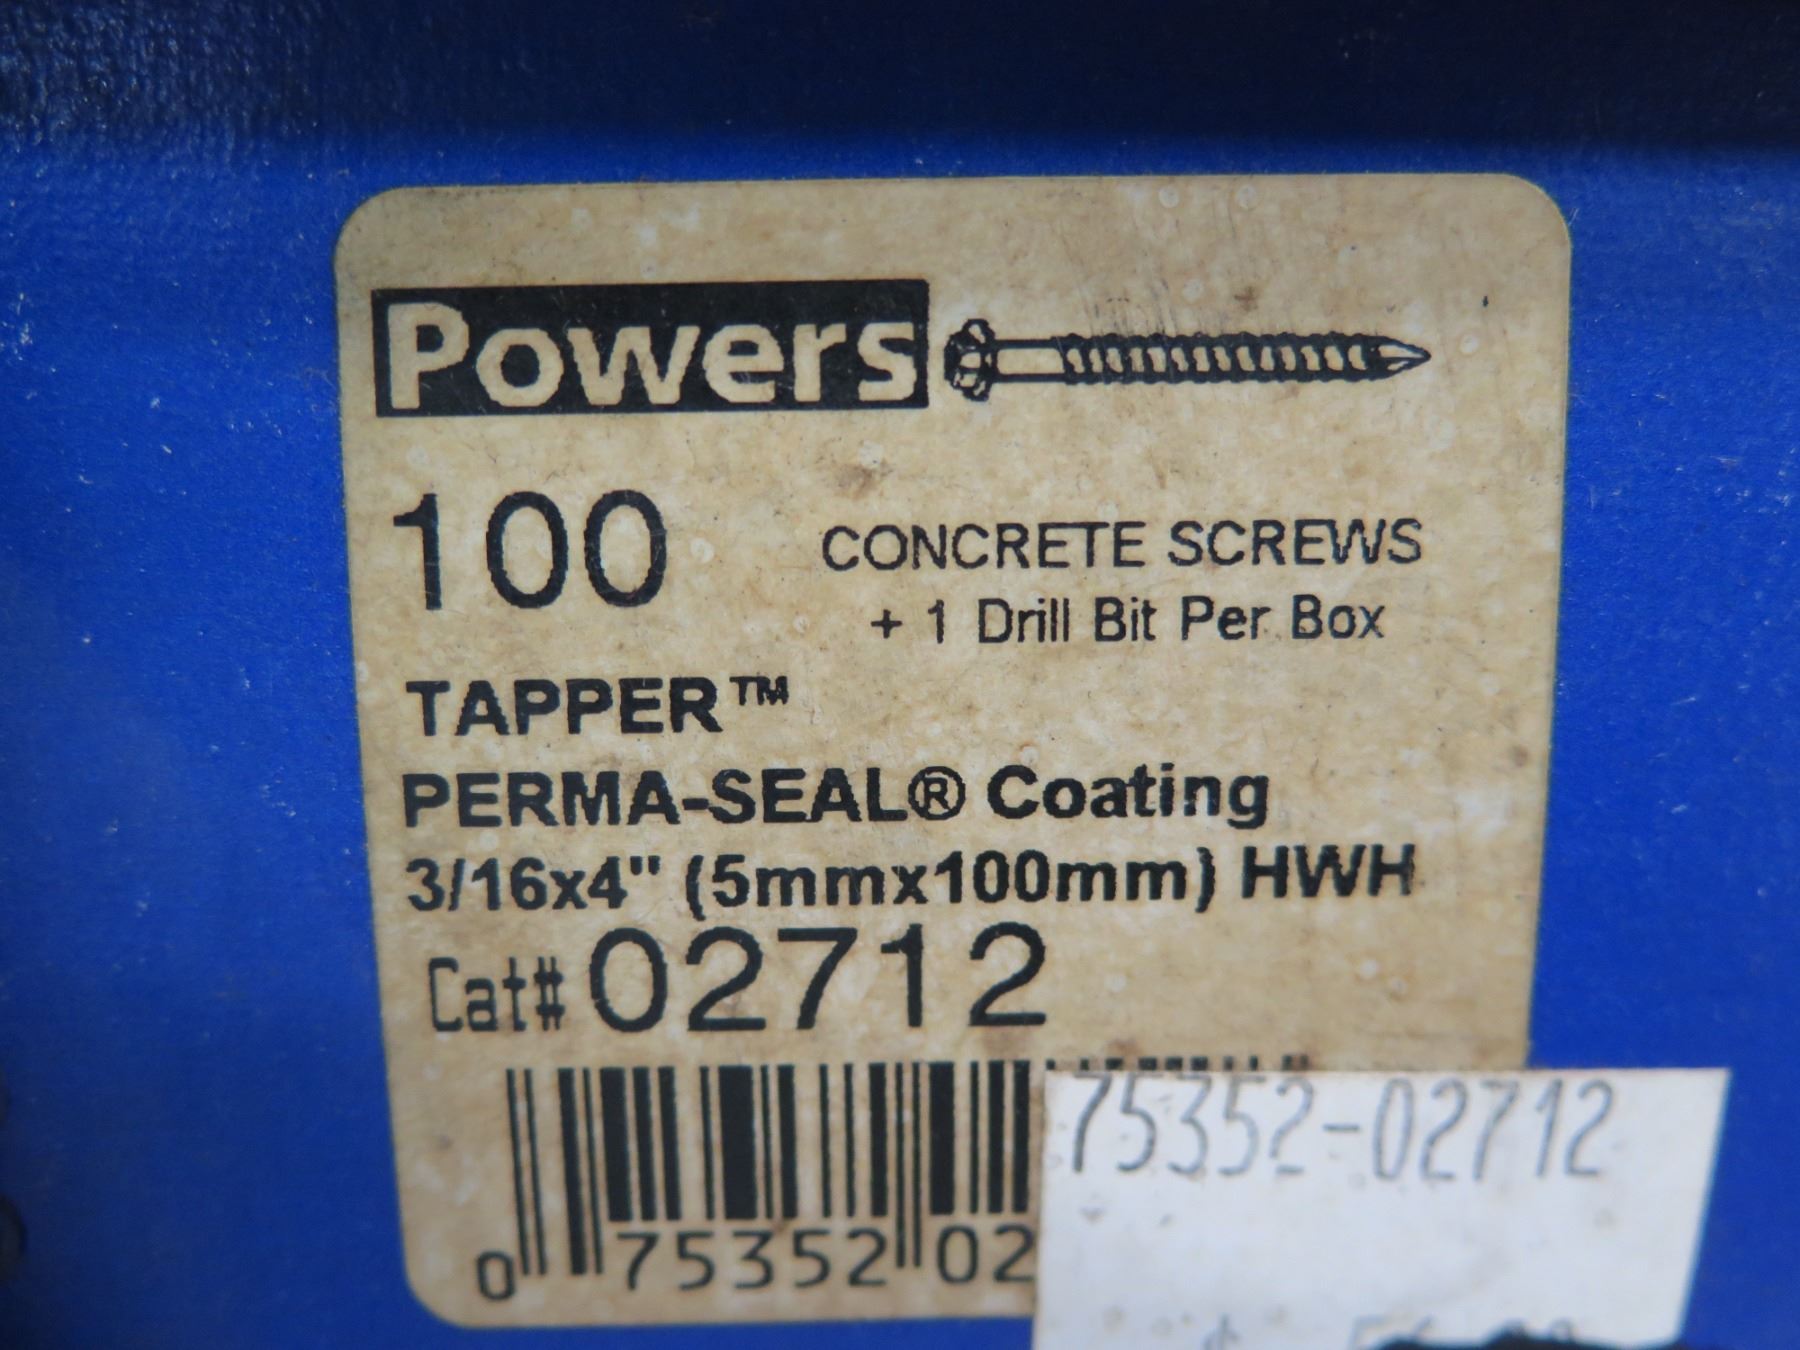 Powers
100
CONCRETE SCREWS
+ 1 Drill Bit Per Box
TAPPER™
PERMA-SEAL® Coating
3/16x4" (5mmx100mm) HWH
Cat# 02712
0 75352 02
75352-02712